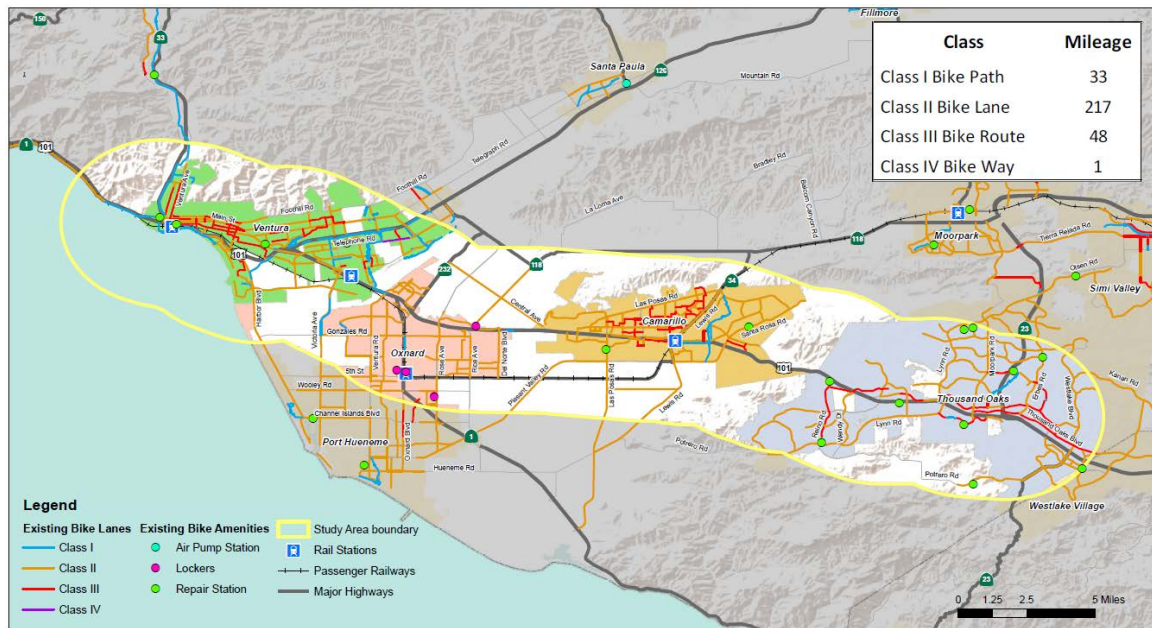 150
33
Fillmore
Class Mileage
Class I Bike Path 33
Class II Bike Lane 217
Class III Bike Route 48
Class IV Bike Way 1
Santa Paula
126
Mountain Rd
1
101
Telegraph Rd
Bradley Rd
Ventura Ave
Foothill Rd
La Loma Ave
Balcom Canyon Rd
Main St
Foothill Rd
Ventura
Telephone Rd
118
Moorpark
Tierra Rejada Rd
101
232
118
Olsen Rd
34
Simi Valley
Harbor Blvd
Victoria Ave
Central Ave
Las Posas Rd
Camarillo
Lewis Rd
Santa Rosa Rd
Gonzales Rd
Ventura Rd
Oxnard
Rose Ave
Rice Ave
Del Norte Blvd
23
5th St
101
Lynn Rd
Moorpark Rd
Erbes Rd
Westlake Blvd
Kanan Rd
Wooley Rd
Pleasant Valley Rd
Las Posas Rd
Lewis Rd
Thousand Oaks
Channel Islands Blvd
Reino Rd
Wendy Dr
Lynn Rd
Thousand Oaks Blvd
Port Hueneme
Oxnard Blvd
1
Potrero Rd
Hueneme Rd
Potrero Rd
Westlake Village
Legend
Existing Bike Lanes
Class I
Class II
Class III
Class IV
Existing Bike Amenities
Air Pump Station
Lockers
Repair Station
Study Area boundary
Rail Stations
Passenger Railways
Major Highways
23
0 1.25 2.5 5 Miles